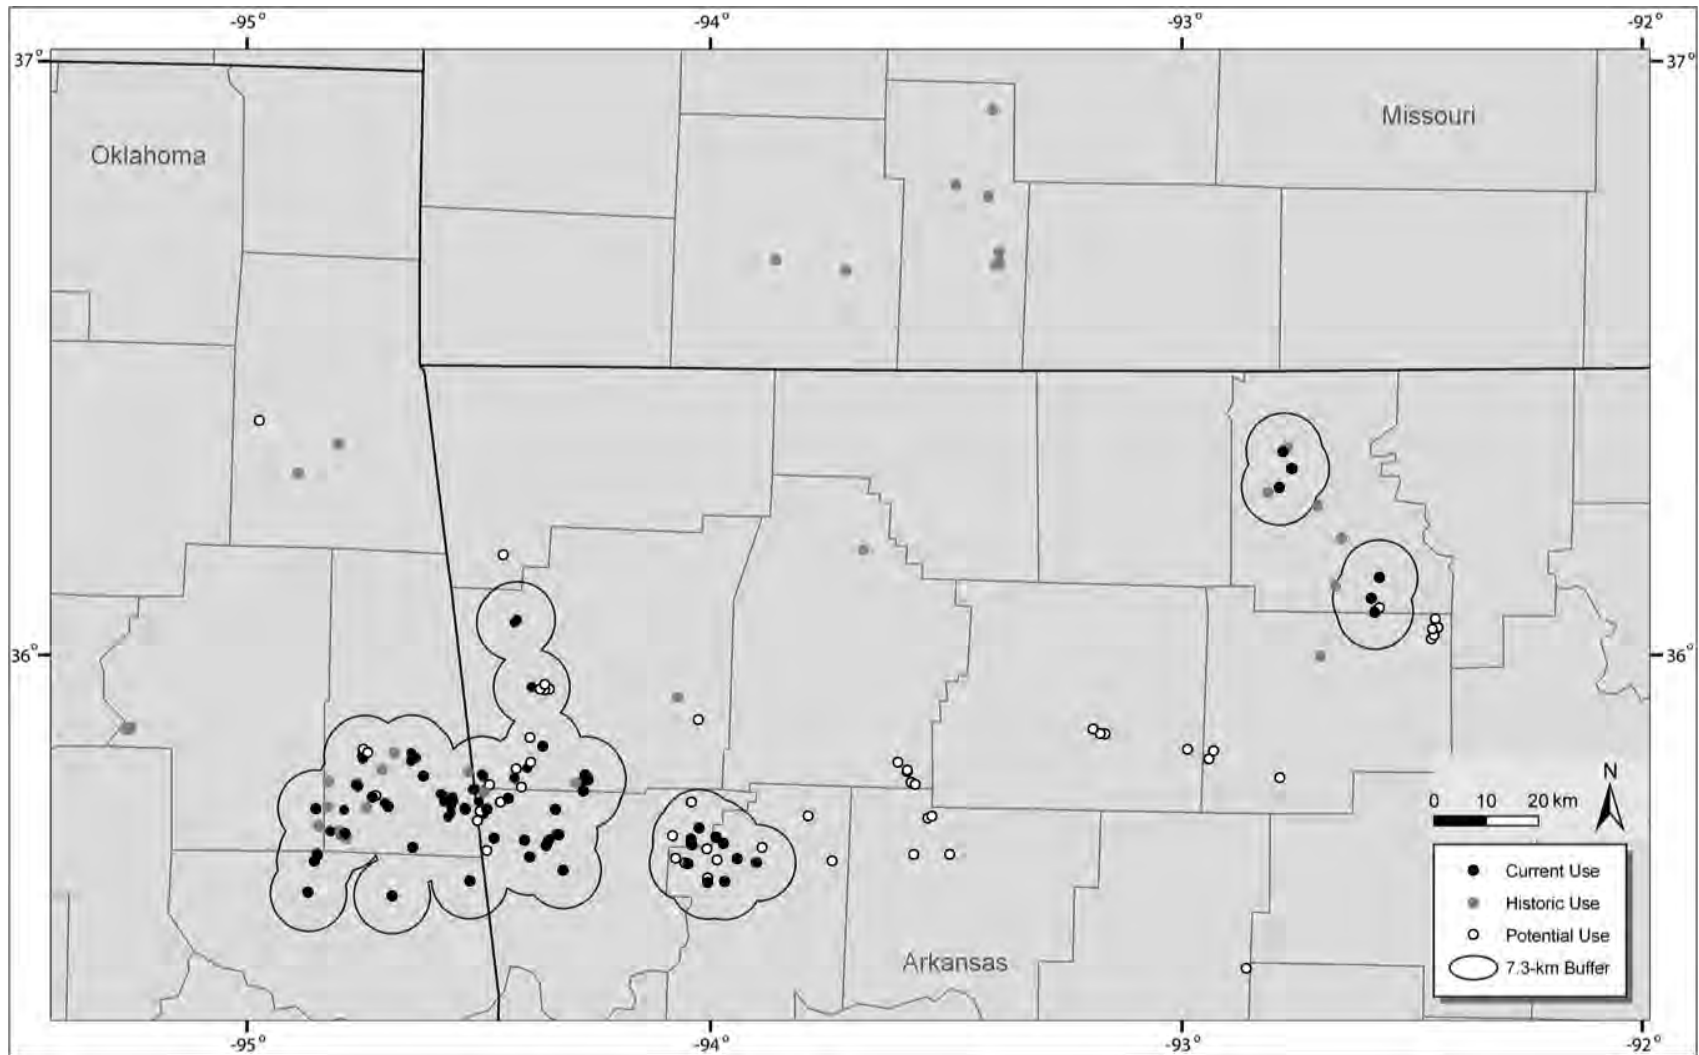 -95° -94° -93° -92°
37° 37°
Missouri
Oklahoma
36° 36°
N
0 10 20 km
Current Use
Historic Use
Potential Use
7.3-km Buffer
Arkansas
-95° -94° -93° -92°